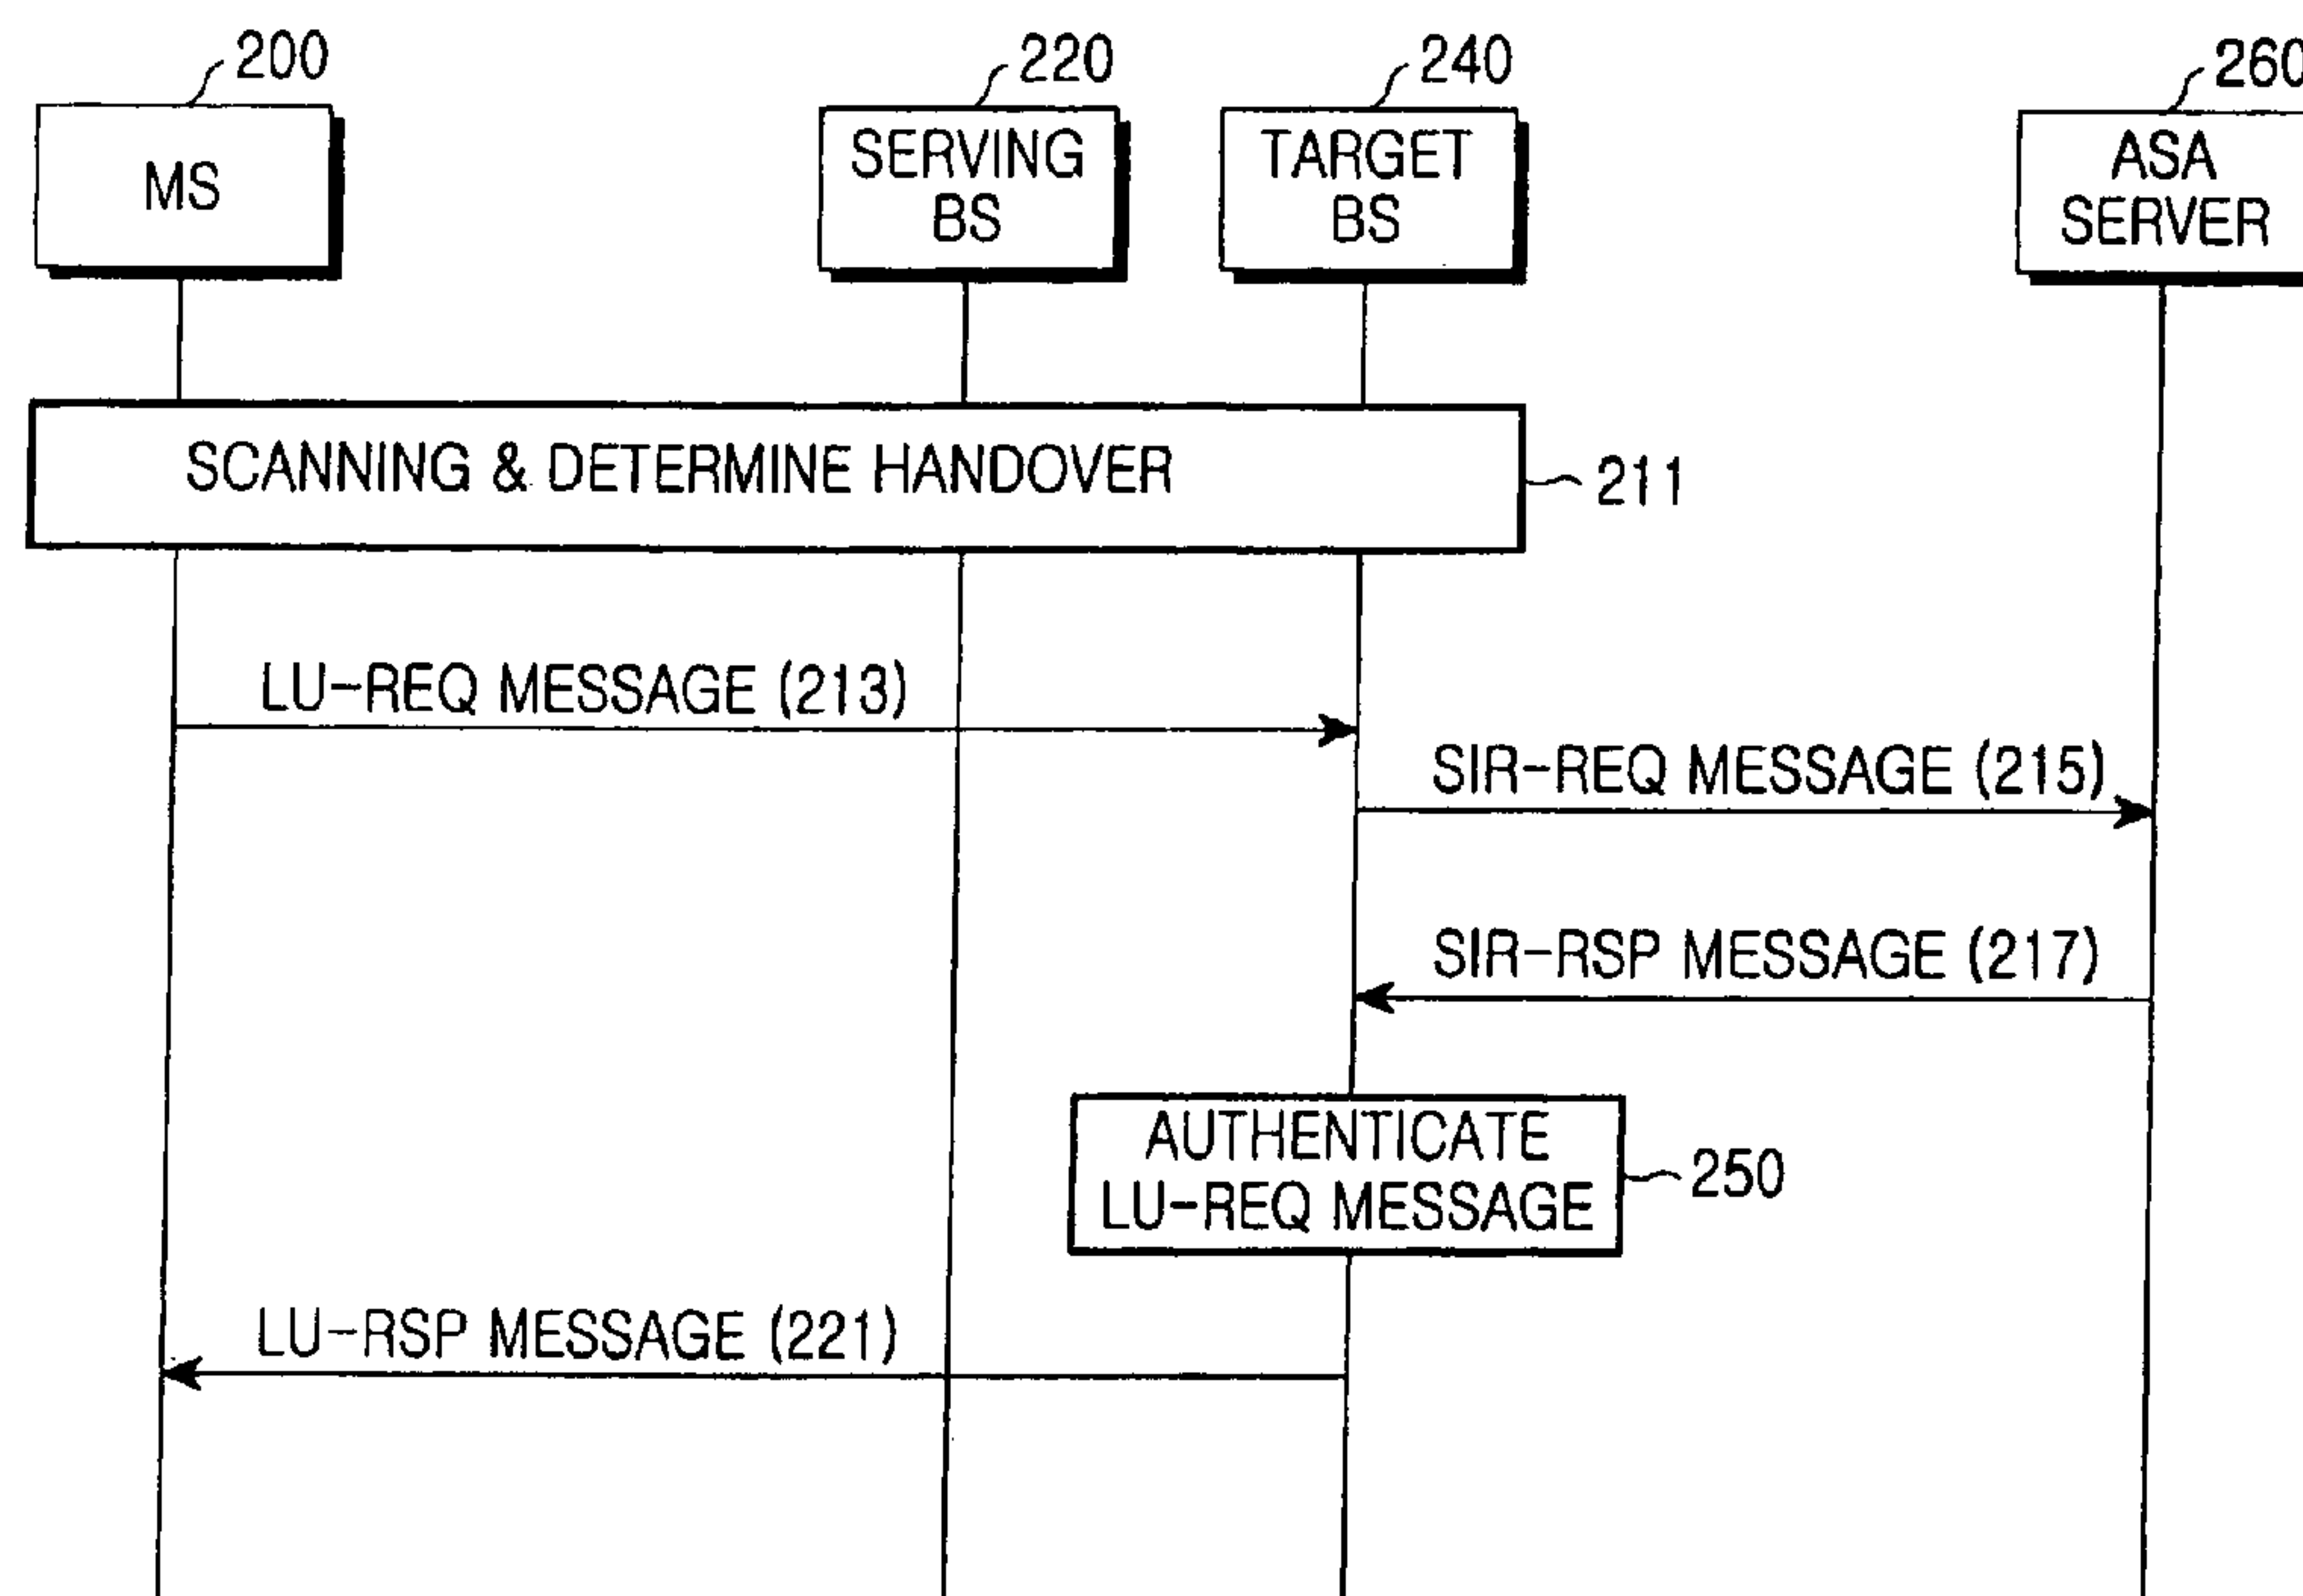 200
220
240
260
MS
SERVING
BS
TARGET
BS
ASA
SERVER
SCANNING & DETERMINE HANDOVER
211
LU-REQ MESSAGE (213)
SIR-REQ MESSAGE (215)
SIR-RSP MESSAGE (217)
AUTHENTICATE
LU-REQ MESSAGE
250
LU-RSP MESSAGE (221)